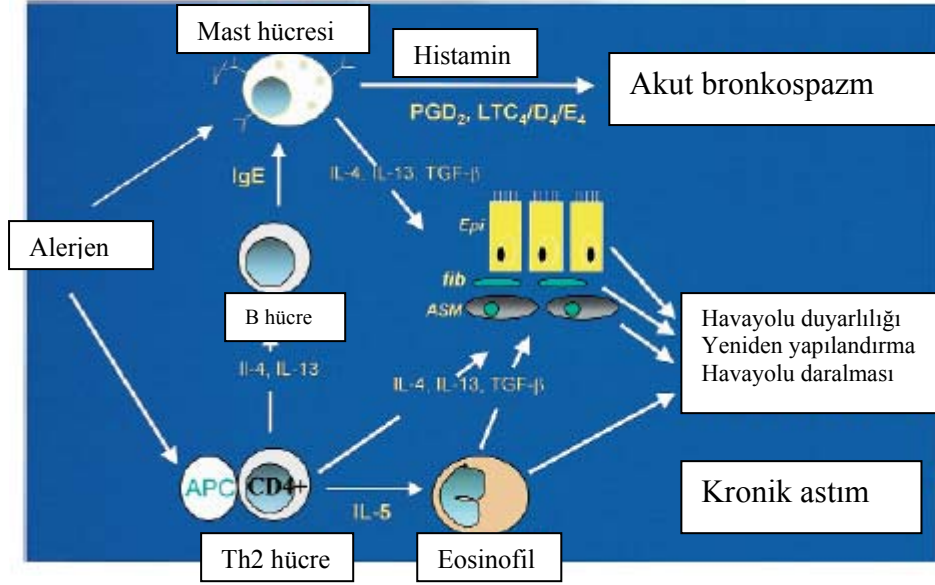 Mast hücresi
Histamin
Akut bronkospazm
PGD₂, LTC₄/D₄/E₄
IgE
IL-4, IL-13, TGF-β
Epi
Alerjen
fib
ASM
B hücre
Havayolu duyarlılığı
Yeniden yapılandırma
Havayolu daralması
Il-4, IL-13
IL-4, IL-13, TGF-β
APC
CD4+
IL-5
Kronik astım
Th2 hücre
Eosinofil